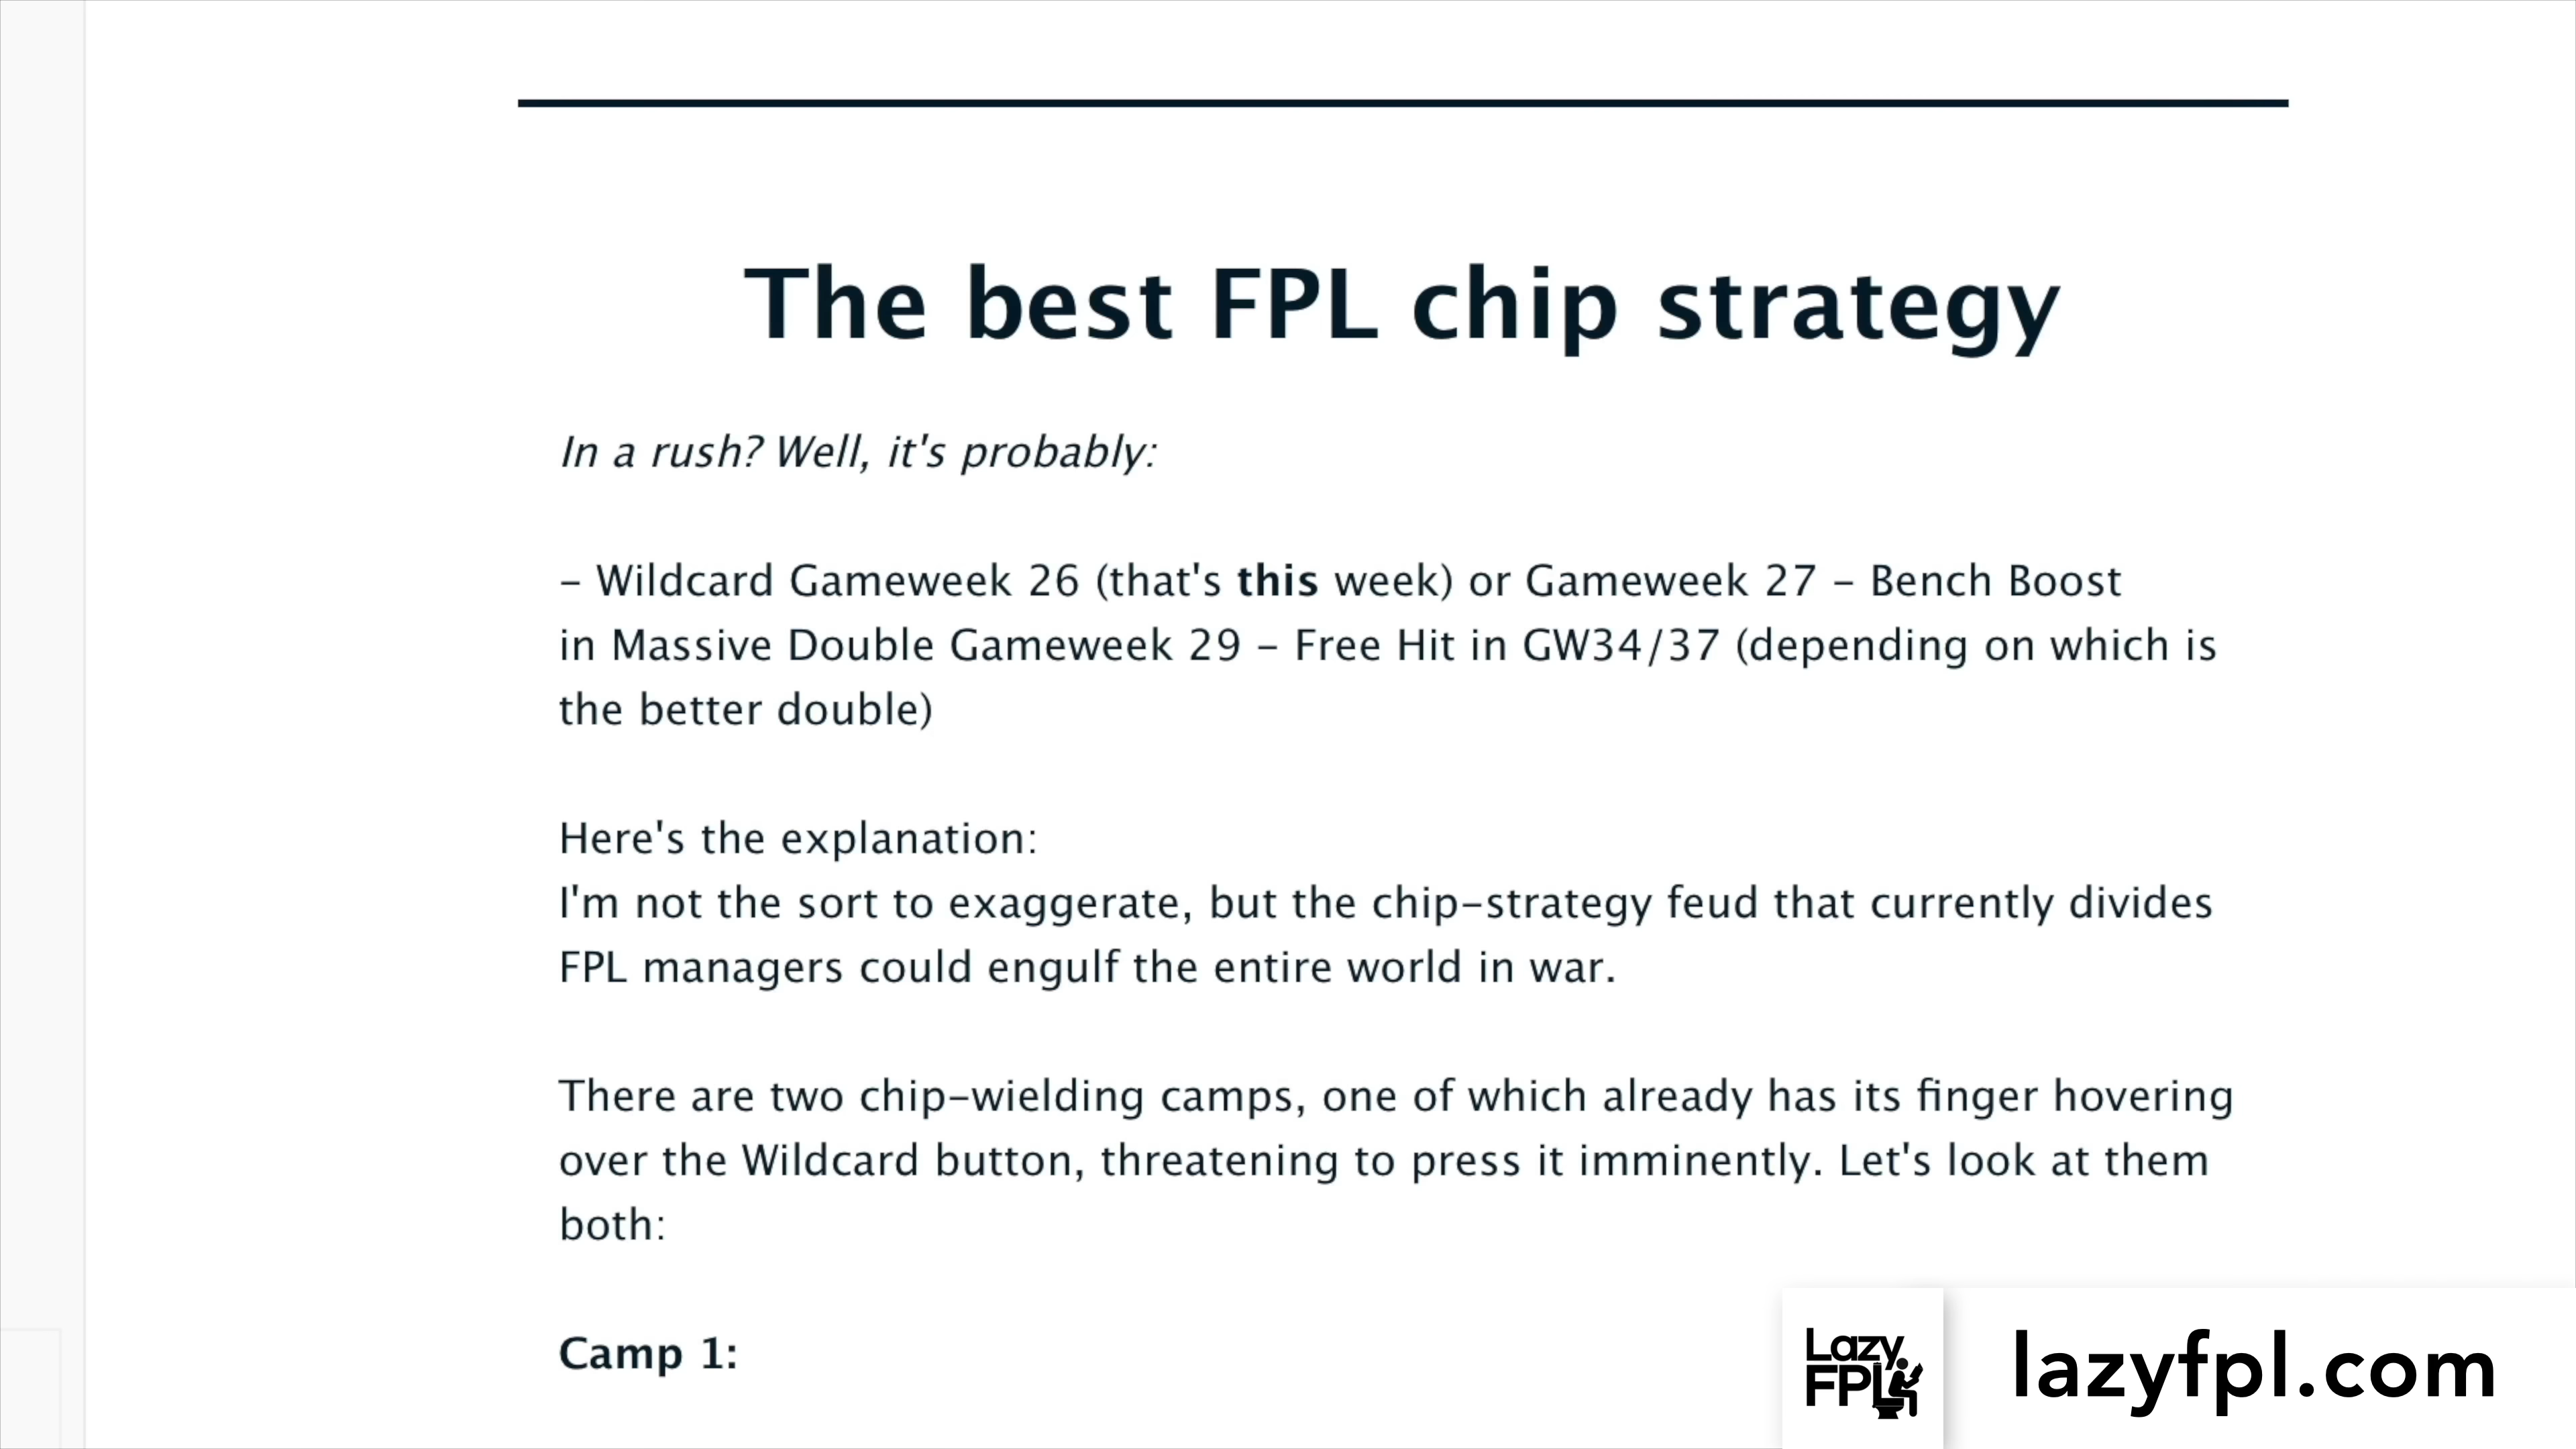 The best FPL chip strategy
In a rush? Well, it's probably:
– Wildcard Gameweek 26 (that's this week) or Gameweek 27 – Bench Boost
in Massive Double Gameweek 29 – Free Hit in GW34/37 (depending on which is
the better double)
Here's the explanation:
I'm not the sort to exaggerate, but the chip-strategy feud that currently divides
FPL managers could engulf the entire world in war.
There are two chip-wielding camps, one of which already has its finger hovering
over the Wildcard button, threatening to press it imminently. Let's look at them
both:
Camp 1:
Lazy
FPL
lazyfpl.com